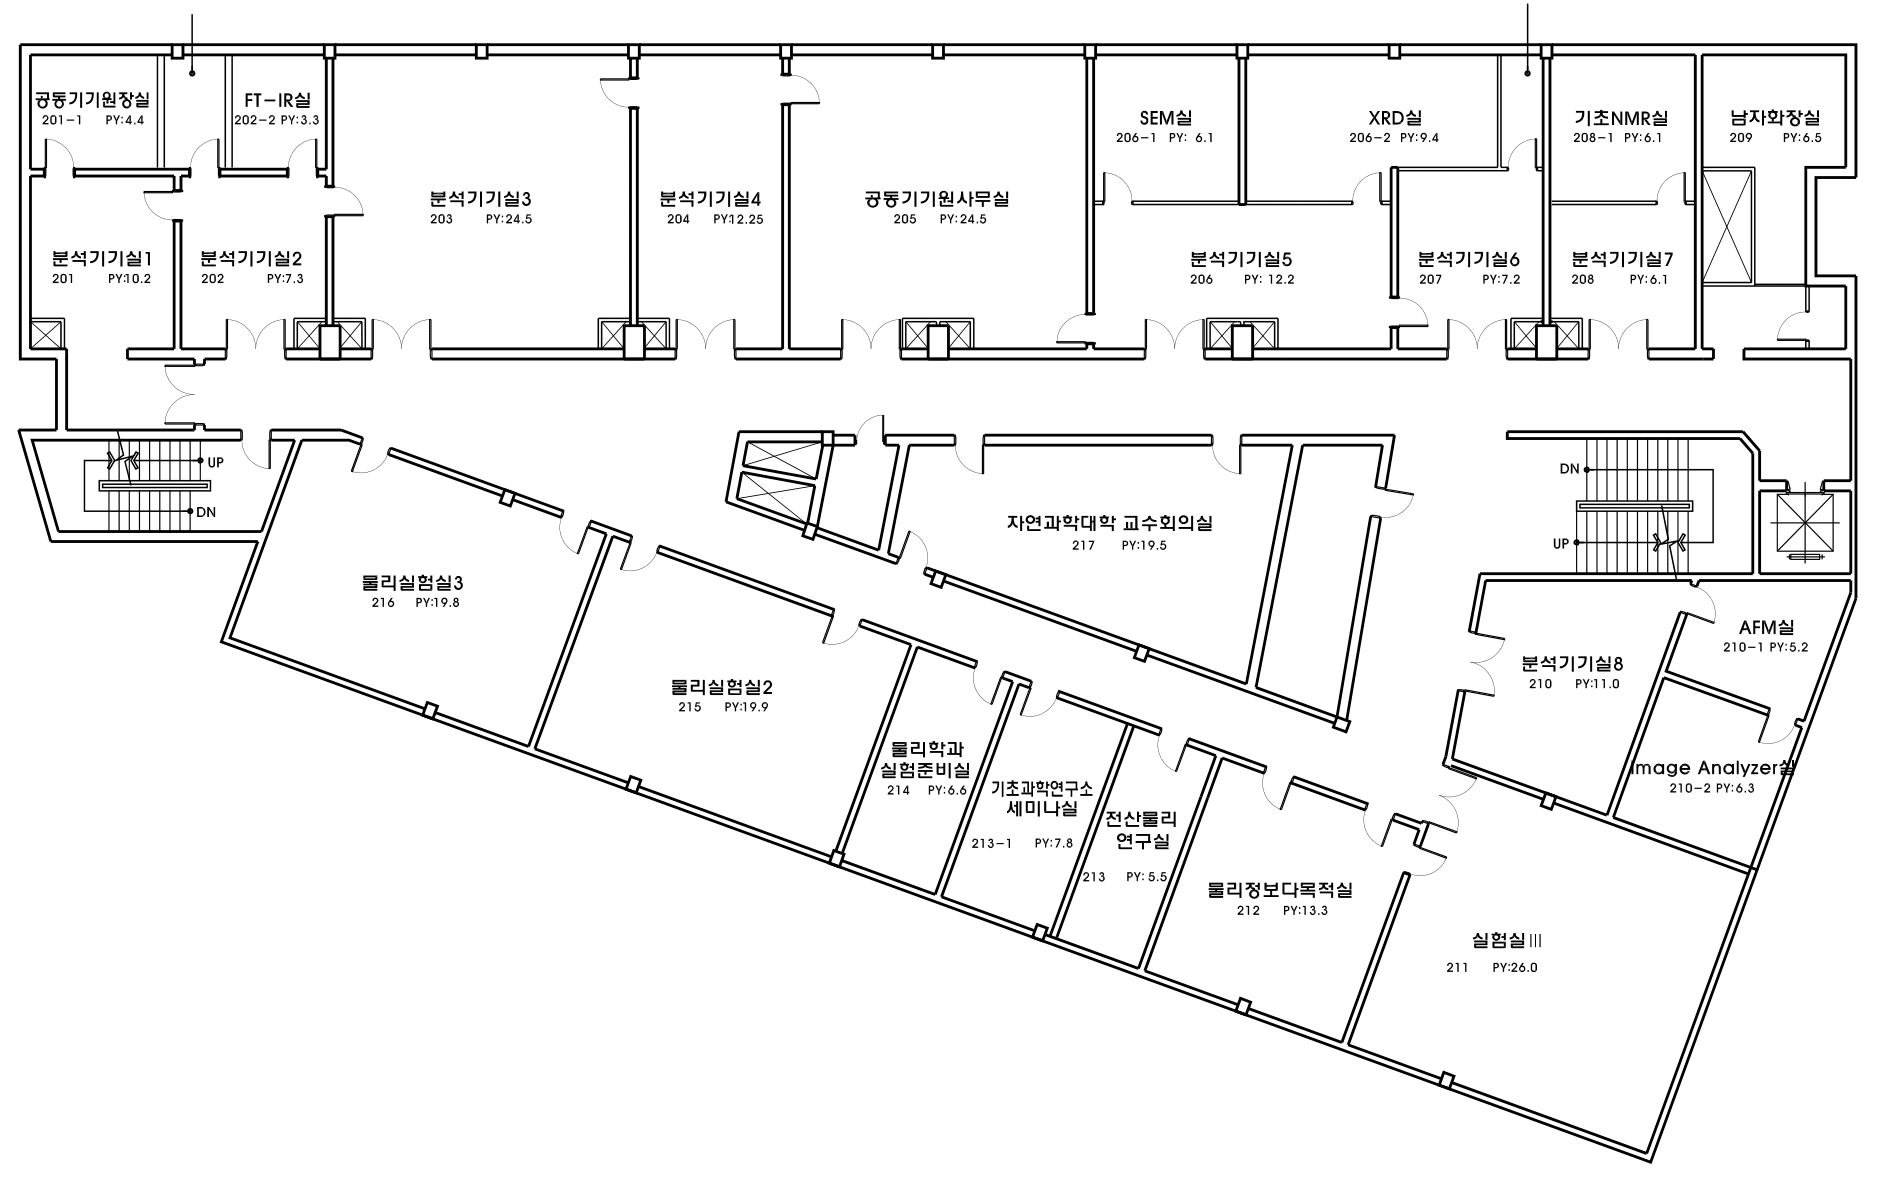 공동기기원장실
201-1 PY:4.4
FT-IR실
202-2 PY:3.3
SEM실
206-1 PY: 6.1
XRD실
206-2 PY:9.4
기초NMR실
208-1 PY:6.1
남자화장실
209 PY:6.5
분석기기실3
203 PY:24.5
분석기기실4
204 PY:12.25
공동기기원사무실
205 PY:24.5
분석기기실1
201 PY:10.2
분석기기실2
202 PY:7.3
분석기기실5
206 PY: 12.2
분석기기실6
207 PY:7.2
분석기기실7
208 PY:6.1
UP
DN
DN
UP
자연과학대학 교수회의실
217 PY:19.5
물리실험실3
216 PY:19.8
AFM실
210-1 PY:5.2
분석기기실8
210 PY:11.0
물리실험실2
215 PY:19.9
물리학과
실험준비실
214 PY:6.6
Image Analyzer실
210-2 PY:6.3
기초과학연구소
세미나실
213-1 PY:7.8
전산물리
연구실
213 PY: 5.5
물리정보다목적실
212 PY:13.3
실험실III
211 PY:26.0